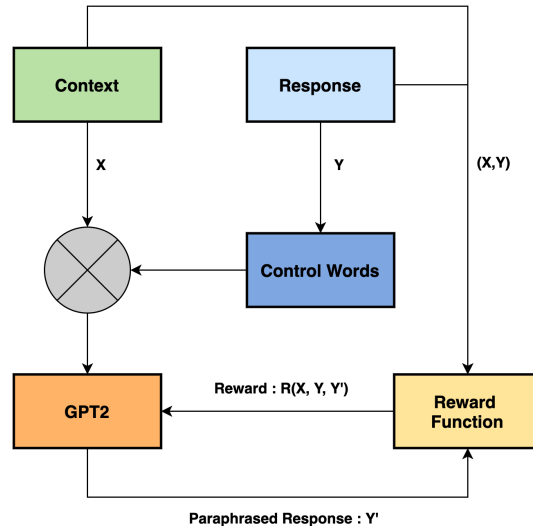 Context
Response
X
Y
(X,Y)
Control Words
Reward : R(X, Y, Y')
GPT2
Reward
Function
Paraphrased Response : Y'